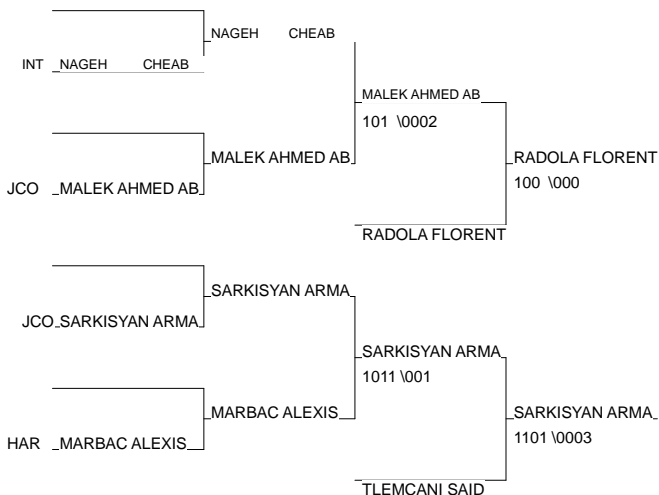 NAGEH CHEAB
INT NAGEH CHEAB
MALEK AHMED AB
101 \0002
MALEK AHMED AB
RADOLA FLORENT
100 \000
JCO MALEK AHMED AB
RADOLA FLORENT
SARKISYAN ARMA
JCO SARKISYAN ARMA
SARKISYAN ARMA
1011 \001
MARBAC ALEXIS
SARKISYAN ARMA
1101 \0003
HAR MARBAC ALEXIS
TLEMCANI SAID